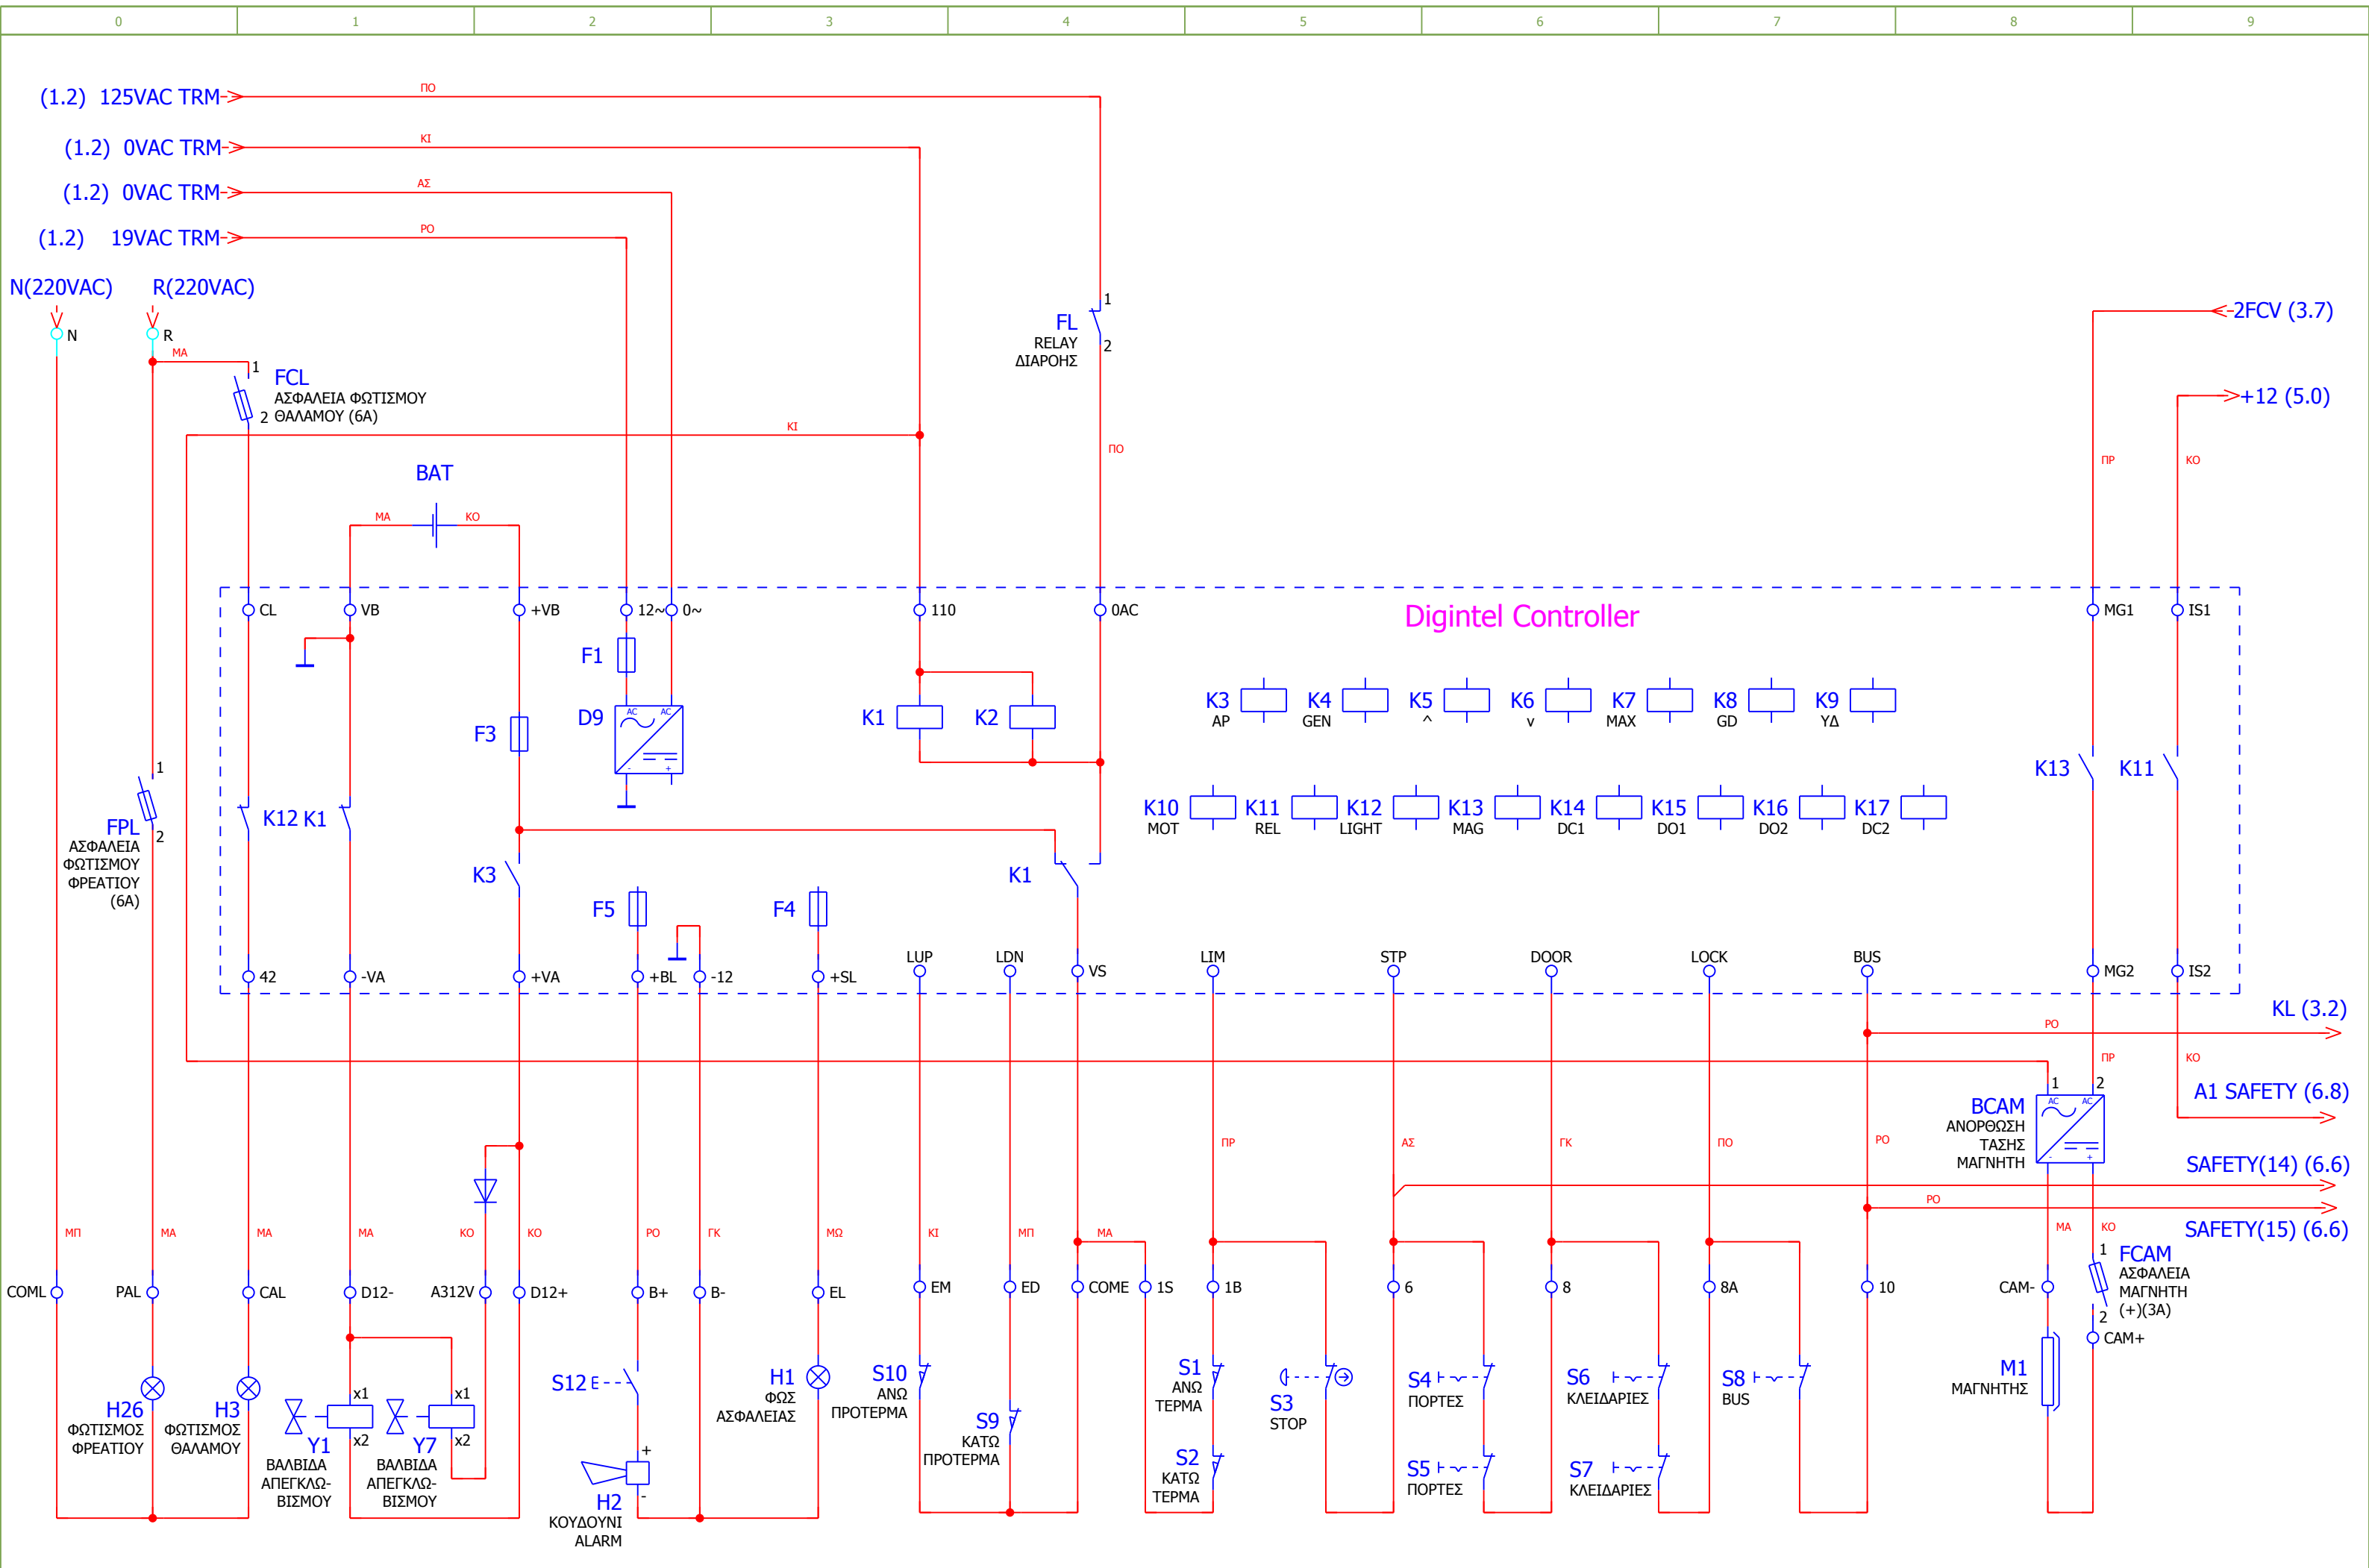 0 1 2 3 4 5 6 7 8 9
(1.2) 125VAC TRM
ΠΟ
(1.2) 0VAC TRM
ΚΙ
(1.2) 0VAC TRM
ΑΣ
(1.2) 19VAC TRM
ΡΟ
N(220VAC)
R(220VAC)
N
R
ΜΑ
1
FCL
ΑΣΦΑΛΕΙΑ ΦΩΤΙΣΜΟΥ
2 ΘΑΛΑΜΟΥ (6A)
1
FL
RELAY
2
ΔΙΑΡΟΗΣ
2FCV (3.7)
+12 (5.0)
ΚΙ
ΠΟ
ΠΡ
ΚΟ
BAT
ΜΑ
ΚΟ
CL
VB
+VB
12~
0~
110
0AC
Digintel Controller
MG1
IS1
F1
D9
AC AC
- +
F3
K1
K2
K3
AP
K4
GEN
K5
^
K6
v
K7
MAX
K8
GD
K9
ΥΔ
K10
MOT
K11
REL
K12
LIGHT
K13
MAG
K14
DC1
K15
DO1
K16
DO2
K17
DC2
K13
K11
1
FPL
2
ΑΣΦΑΛΕΙΑ
ΦΩΤΙΣΜΟΥ
ΦΡΕΑΤΙΟΥ
(6A)
K12
K1
K3
F5
F4
K1
42
-VA
+VA
+BL
-12
+SL
LUP
LDN
VS
LIM
STP
DOOR
LOCK
BUS
MG2
IS2
KL (3.2)
ΡΟ
ΠΡ
ΚΟ
A1 SAFETY (6.8)
1
2
BCAM
ΑΝΟΡΘΩΣΗ
ΤΑΣΗΣ
ΜΑΓΝΗΤΗ
AC AC
- +
SAFETY(14) (6.6)
ΡΟ
SAFETY(15) (6.6)
ΠΡ
ΑΣ
ΓΚ
ΠΟ
ΡΟ
ΜΠ
ΜΑ
ΜΑ
ΜΑ
ΚΟ
ΚΟ
ΡΟ
ΓΚ
ΜΩ
ΚΙ
ΜΠ
ΜΑ
ΜΑ
ΚΟ
1
FCAM
ΑΣΦΑΛΕΙΑ
ΜΑΓΝΗΤΗ
(+)(3A)
2
CAM+
COML
PAL
CAL
D12-
A312V
D12+
B+
B-
EL
EM
ED
COME
1S
1B
6
8
8A
10
CAM-
H26
ΦΩΤΙΣΜΟΣ
ΦΡΕΑΤΙΟΥ
H3
ΦΩΤΙΣΜΟΣ
ΘΑΛΑΜΟΥ
x1
x2
Y1
ΒΑΛΒΙΔΑ
ΑΠΕΓΚΛΩ-
ΒΙΣΜΟΥ
x1
x2
Y7
ΒΑΛΒΙΔΑ
ΑΠΕΓΚΛΩ-
ΒΙΣΜΟΥ
S12
+
-
H2
ΚΟΥΔΟΥΝΙ
ALARM
H1
ΦΩΣ
ΑΣΦΑΛΕΙΑΣ
S10
ΑΝΩ
ΠΡΟΤΕΡΜΑ
S9
ΚΑΤΩ
ΠΡΟΤΕΡΜΑ
S1
ΑΝΩ
ΤΕΡΜΑ
S2
ΚΑΤΩ
ΤΕΡΜΑ
S3
STOP
S4
ΠΟΡΤΕΣ
S5
ΠΟΡΤΕΣ
S6
ΚΛΕΙΔΑΡΙΕΣ
S7
ΚΛΕΙΔΑΡΙΕΣ
S8
BUS
M1
ΜΑΓΝΗΤΗΣ